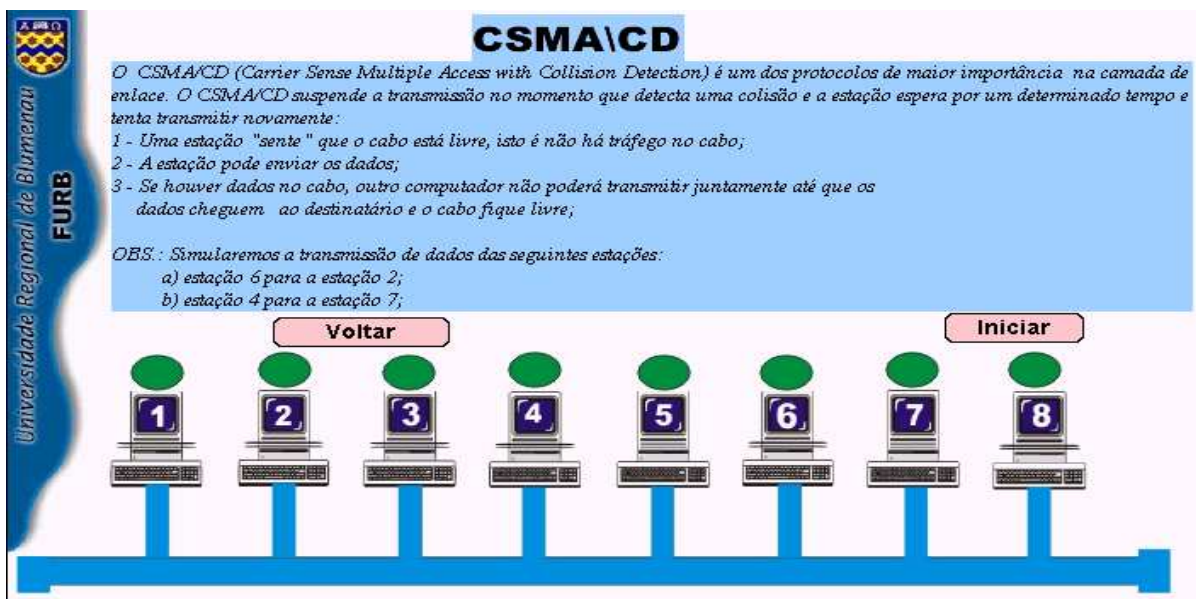 CSMA\CD
O CSMA/CD (Carrier Sense Multiple Access with Collision Detection) é um dos protocolos de maior importância na camada de
enlace. O CSMA/CD suspende a transmissão no momento que detecta uma colisão e a estação espera por um determinado tempo e
tenta transmitir novamente:
1 - Uma estação "sente" que o cabo está livre, isto é não há tráfego no cabo;
2 - A estação pode enviar os dados;
3 - Se houver dados no cabo, outro computador não poderá transmitir juntamente até que os
dados cheguem ao destinatário e o cabo fique livre;
OBS.: Simularemos a transmissão de dados das seguintes estações:
a) estação 6 para a estação 2;
b) estação 4 para a estação 7;
Voltar
Iniciar
1 2 3 4 5 6 7 8
Universidade Regional de Blumenau
FURB